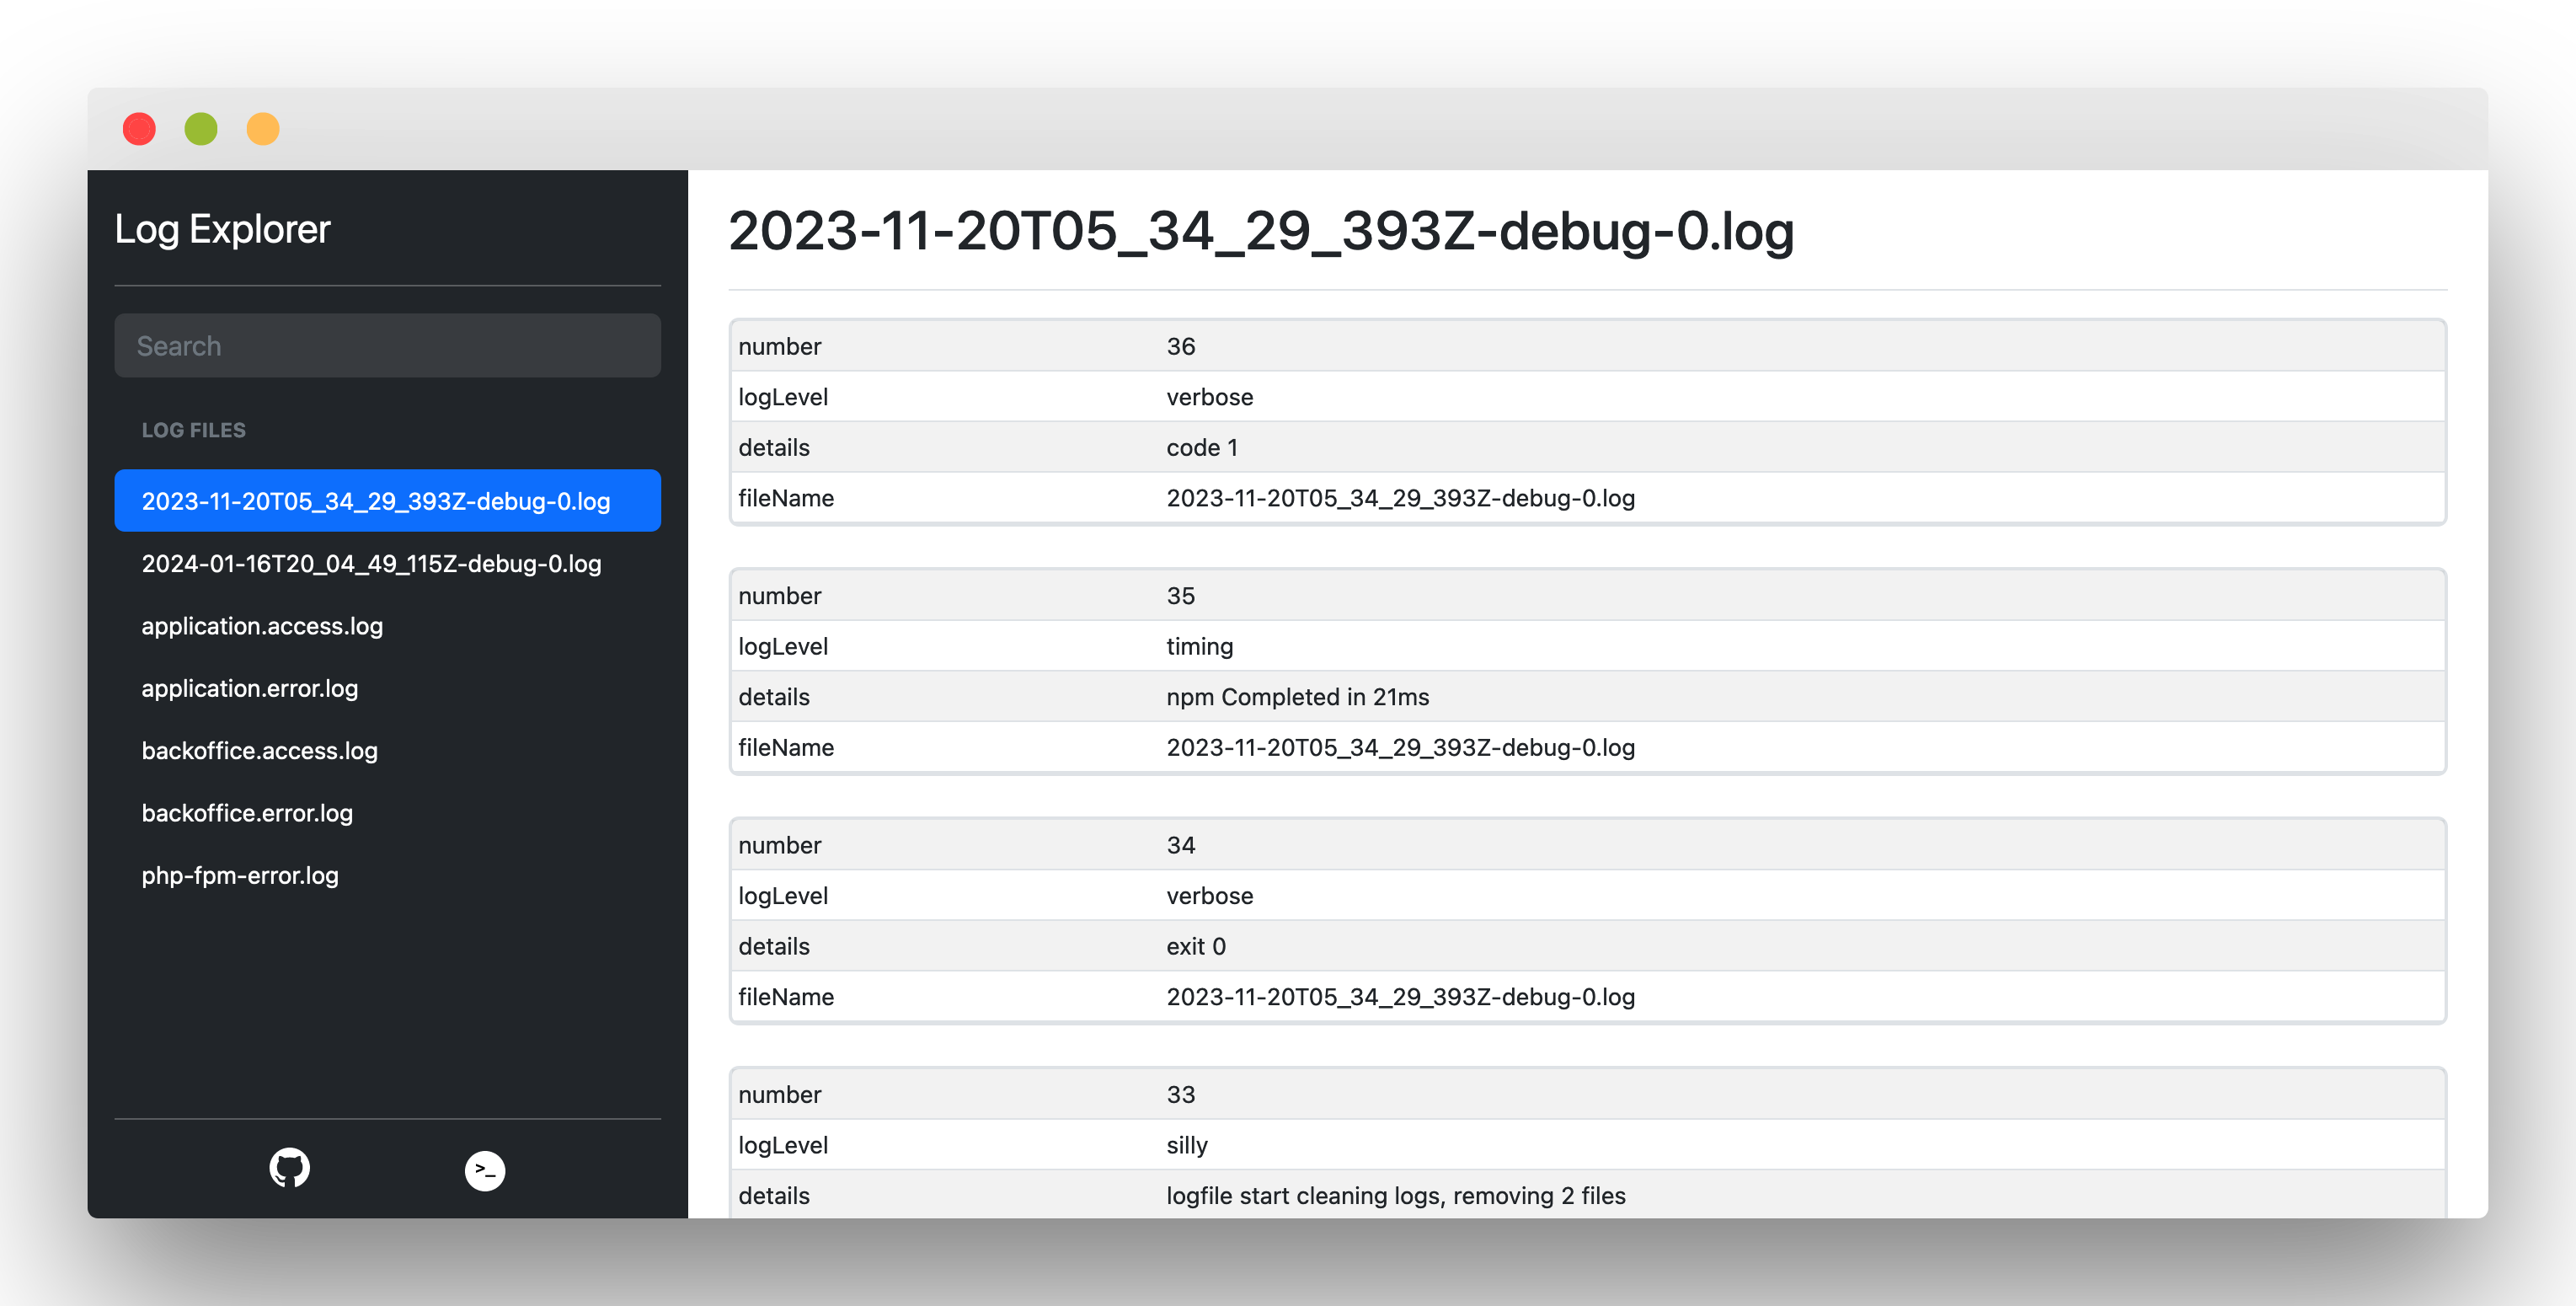 Log Explorer
Search
LOG FILES
2023-11-20T05_34_29_393Z-debug-0.log
2024-01-16T20_04_49_115Z-debug-0.log
application.access.log
application.error.log
backoffice.access.log
backoffice.error.log
php-fpm-error.log
>_
2023-11-20T05_34_29_393Z-debug-0.log
number 36
logLevel verbose
details code 1
fileName 2023-11-20T05_34_29_393Z-debug-0.log
number 35
logLevel timing
details npm Completed in 21ms
fileName 2023-11-20T05_34_29_393Z-debug-0.log
number 34
logLevel verbose
details exit 0
fileName 2023-11-20T05_34_29_393Z-debug-0.log
number 33
logLevel silly
details logfile start cleaning logs, removing 2 files